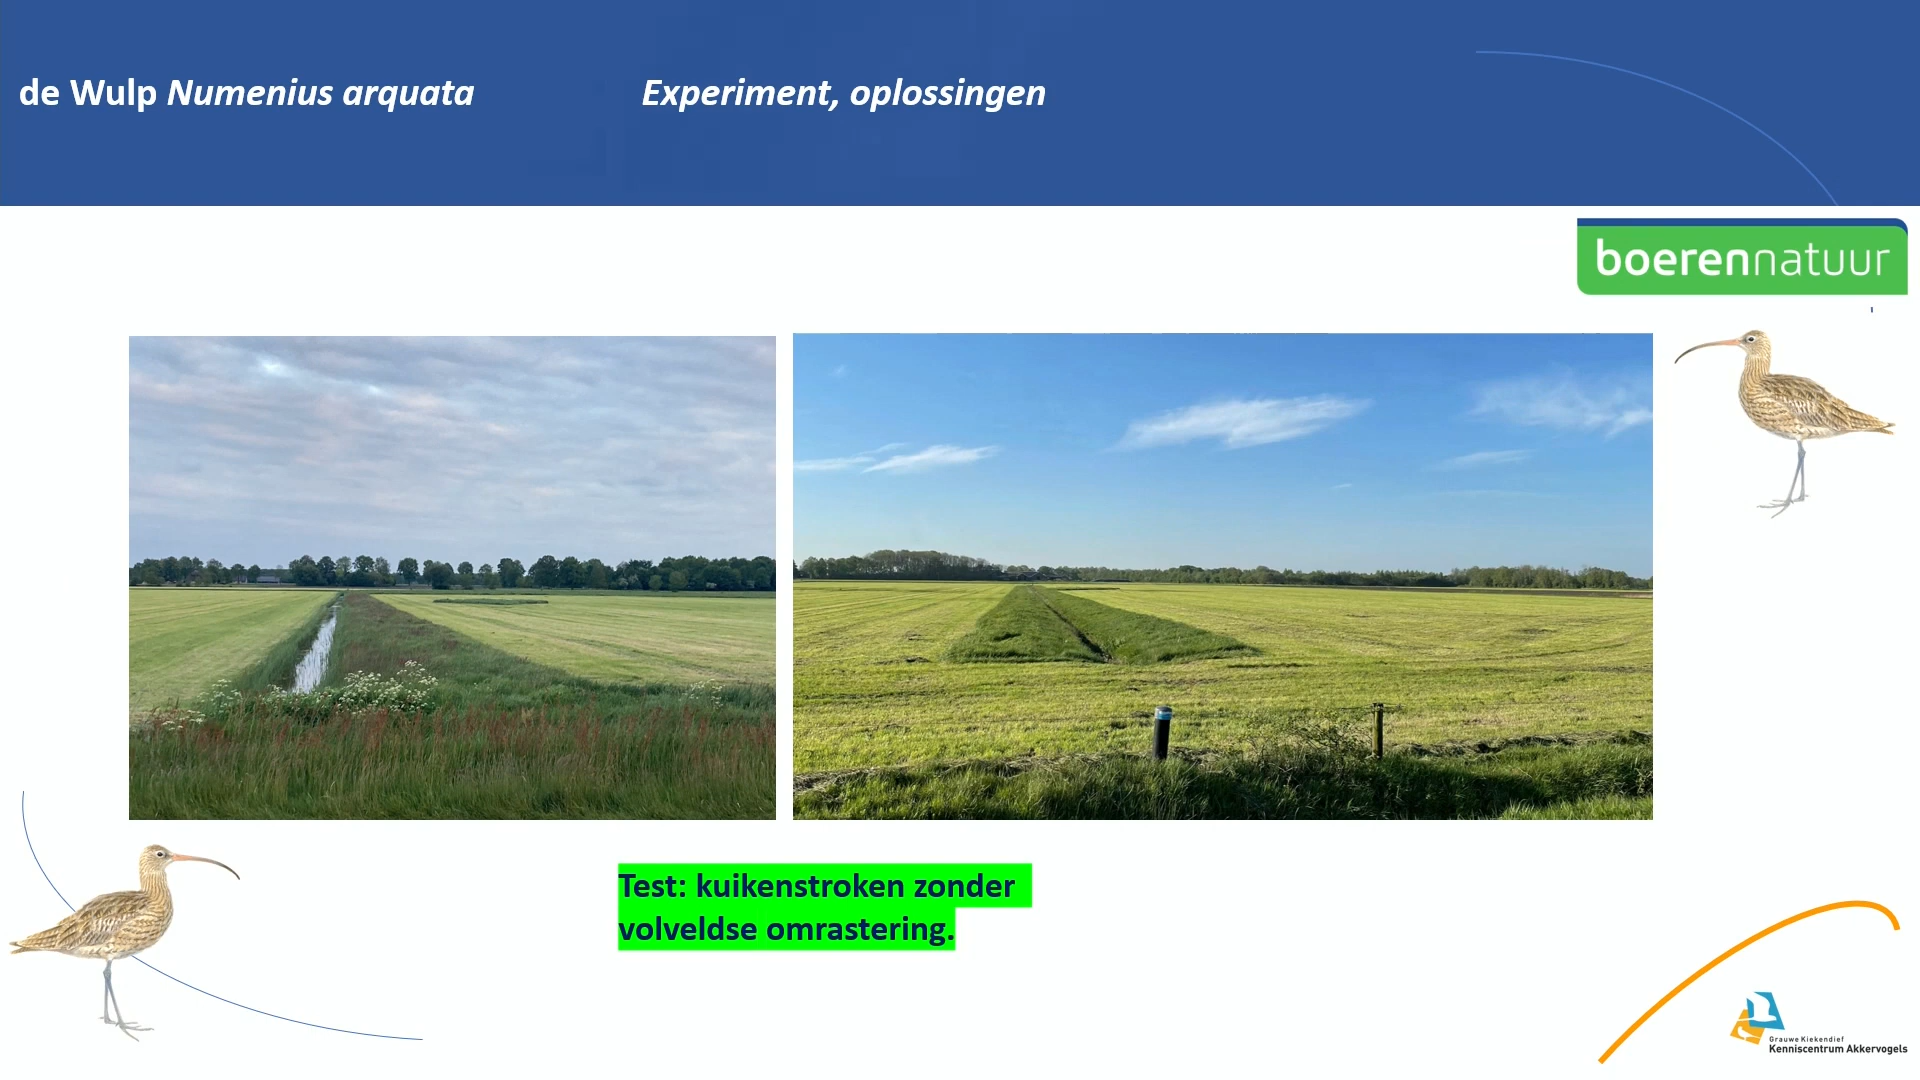 de Wulp Numenius arquata
Experiment, oplossingen
boerennatuur
Test: kuikenstroken zonder
volveldse omrastering.
Grauwe Kiekendief
Kenniscentrum Akkervogels